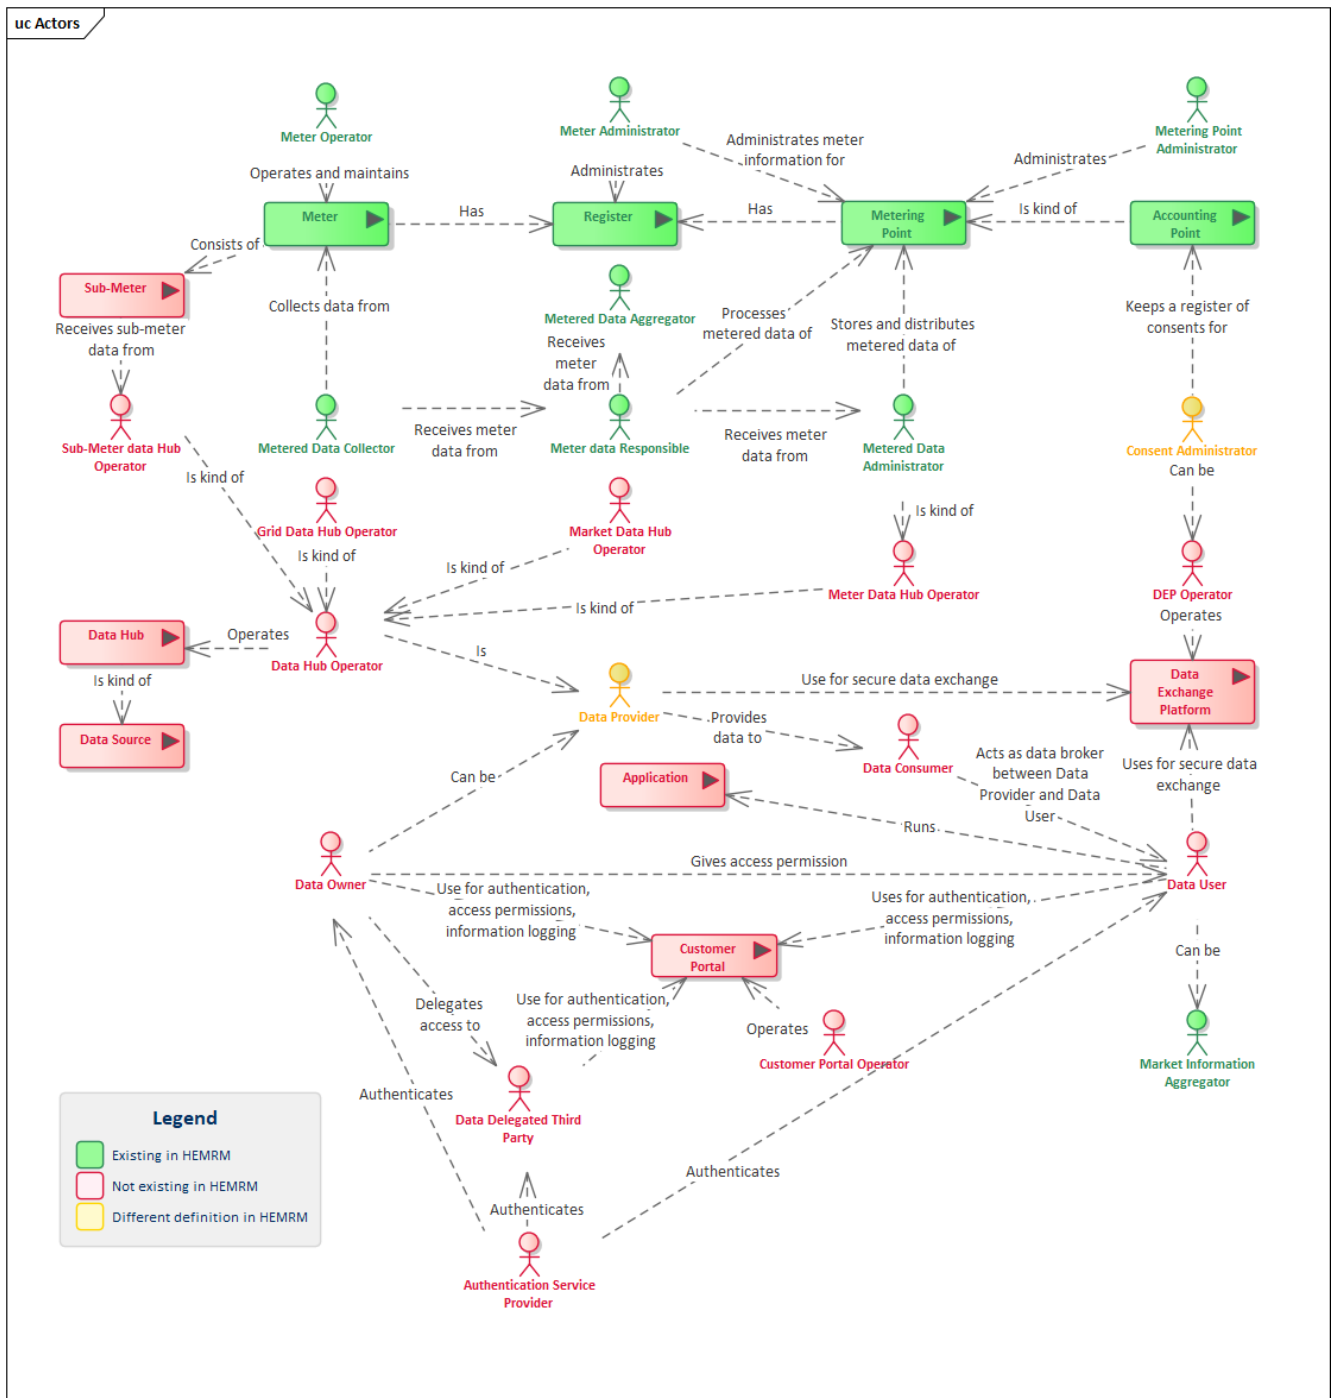 uc Actors
Meter Operator
Meter Administrator
Metering Point
Administrator
Administrates meter
information for
Administrates
Operates and maintains
Administrates
Meter
Has
Register
Has
Metering
Point
Is kind of
Accounting
Point
Consists of
Sub-Meter
Receives sub-meter
data from
Collects data from
Metered Data Aggregator
Receives
meter
data from
Processes
metered data of
Stores and distributes
metered data of
Keeps a register of
consents for
Sub-Meter data Hub
Operator
Metered Data Collector
Receives meter
data from
Meter data Responsible
Receives meter
data from
Metered Data
Administrator
Consent Administrator
Can be
Is kind of
Grid Data Hub Operator
Is kind of
Market Data Hub
Operator
Is kind of
Is kind of
Meter Data Hub Operator
Is kind of
DEP Operator
Operates
Data Hub
Operates
Data Hub Operator
Is
Is kind of
Data Source
Data Provider
Use for secure data exchange
Data
Exchange
Platform
Provides
data to
Data Consumer
Acts as data broker
between Data
Provider and Data
User
Uses for secure data
exchange
Can be
Application
Runs
Data Owner
Gives access permission
Data User
Use for authentication,
access permissions,
information logging
Uses for authentication,
access permissions,
information logging
Customer
Portal
Can be
Delegates
access to
Use for authentication,
access permissions,
information logging
Operates
Customer Portal Operator
Market Information
Aggregator
Authenticates
Data Delegated Third
Party
Authenticates
Authenticates
Authentication Service
Provider
Legend
Existing in HEMRM
Not existing in HEMRM
Different definition in HEMRM